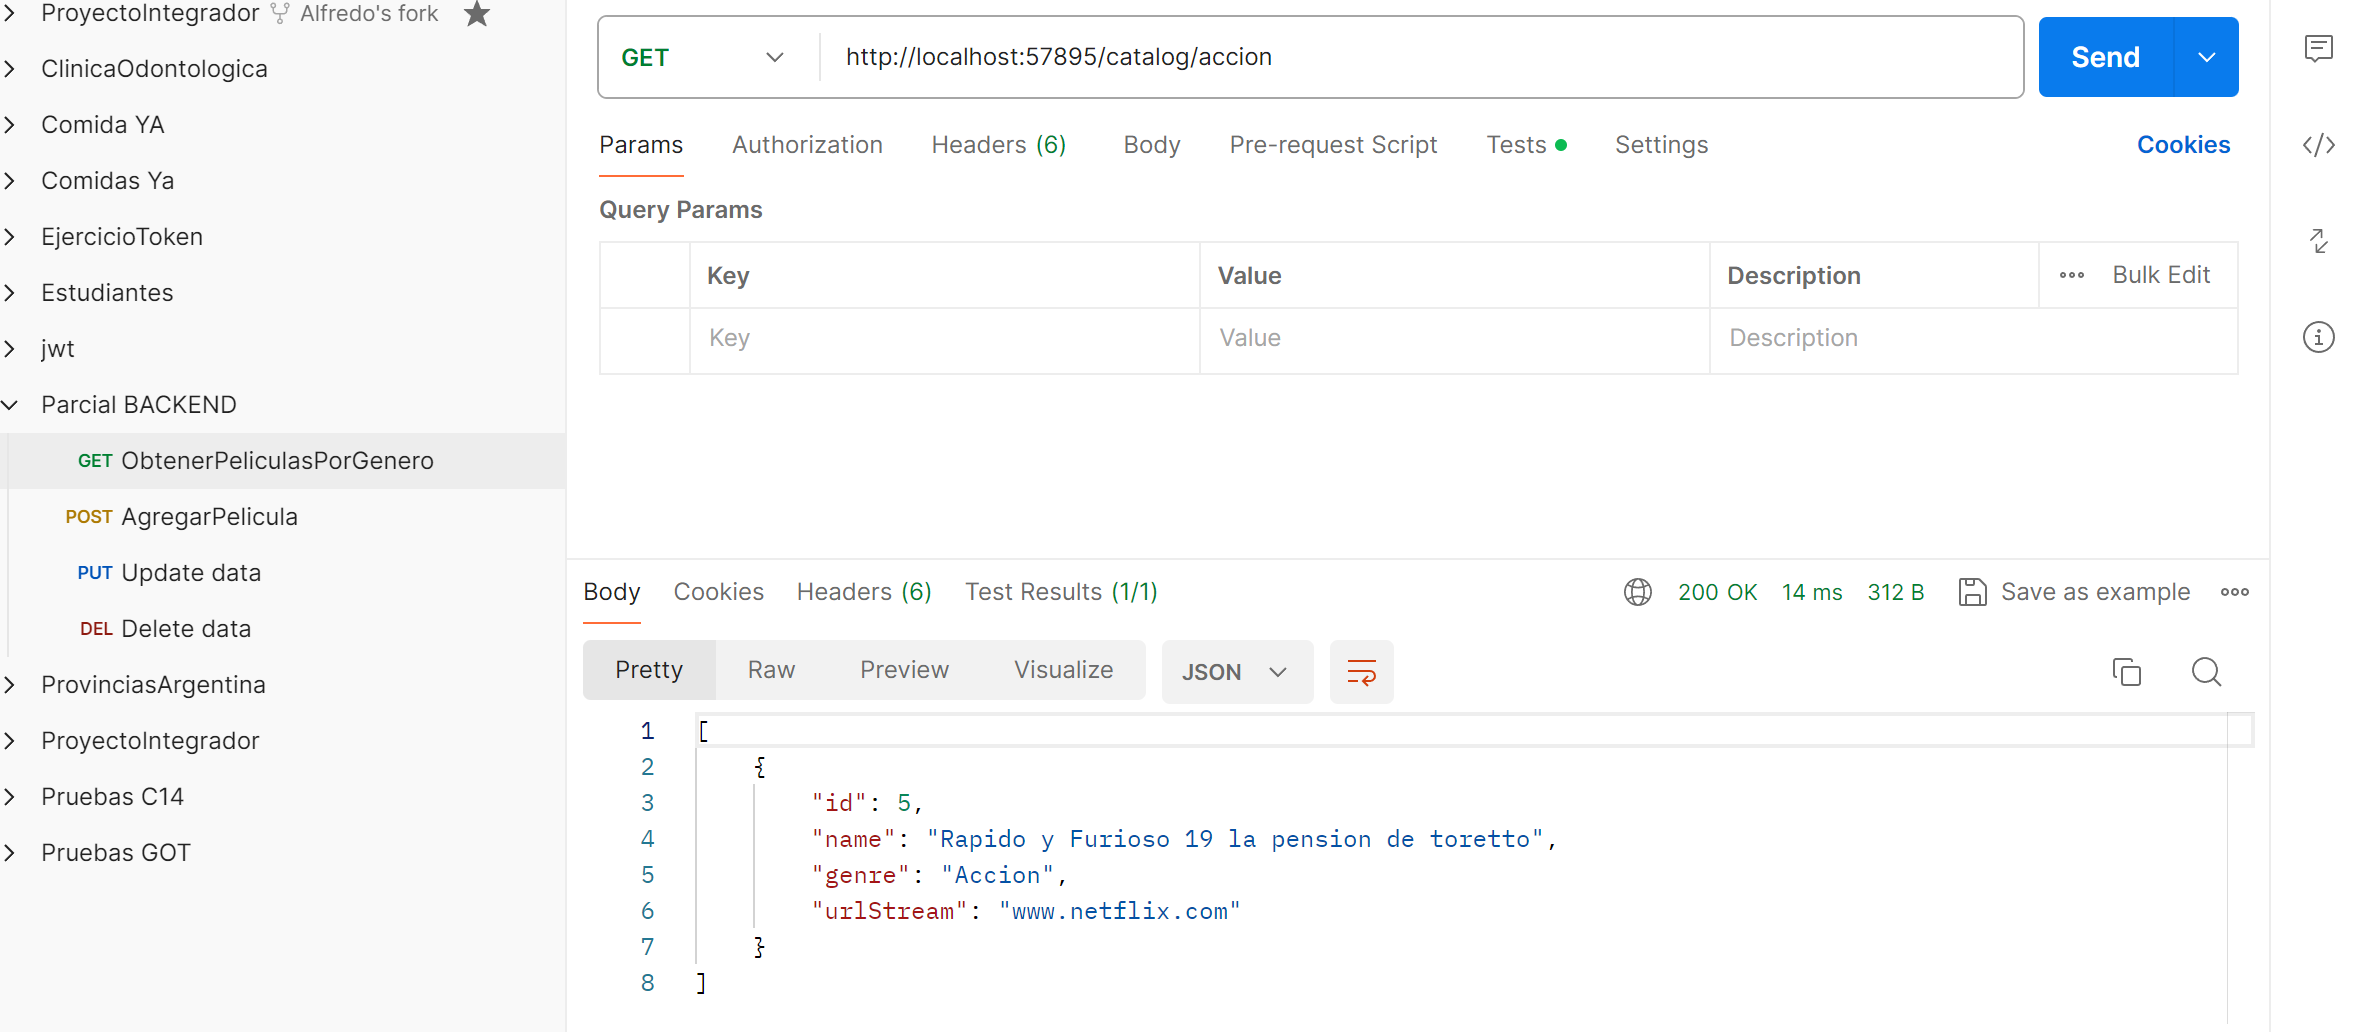 ProyectoIntegrador Alfredo's fork
ClinicaOdontologica
Comida YA
Comidas Ya
EjercicioToken
Estudiantes
jwt
Parcial BACKEND
GET ObtenerPeliculasPorGenero
POST AgregarPelicula
PUT Update data
DEL Delete data
ProvinciasArgentina
ProyectoIntegrador
Pruebas C14
Pruebas GOT
GET http://localhost:57895/catalog/accion Send
Params Authorization Headers (6) Body Pre-request Script Tests Settings Cookies
Query Params
Key Value Description Bulk Edit
Key Value Description
Body Cookies Headers (6) Test Results (1/1) 200 OK 14 ms 312 B Save as example
Pretty Raw Preview Visualize JSON
1 [
2 {
3 "id": 5,
4 "name": "Rapido y Furioso 19 la pension de toretto",
5 "genre": "Accion",
6 "urlStream": "www.netflix.com"
7 }
8 ]